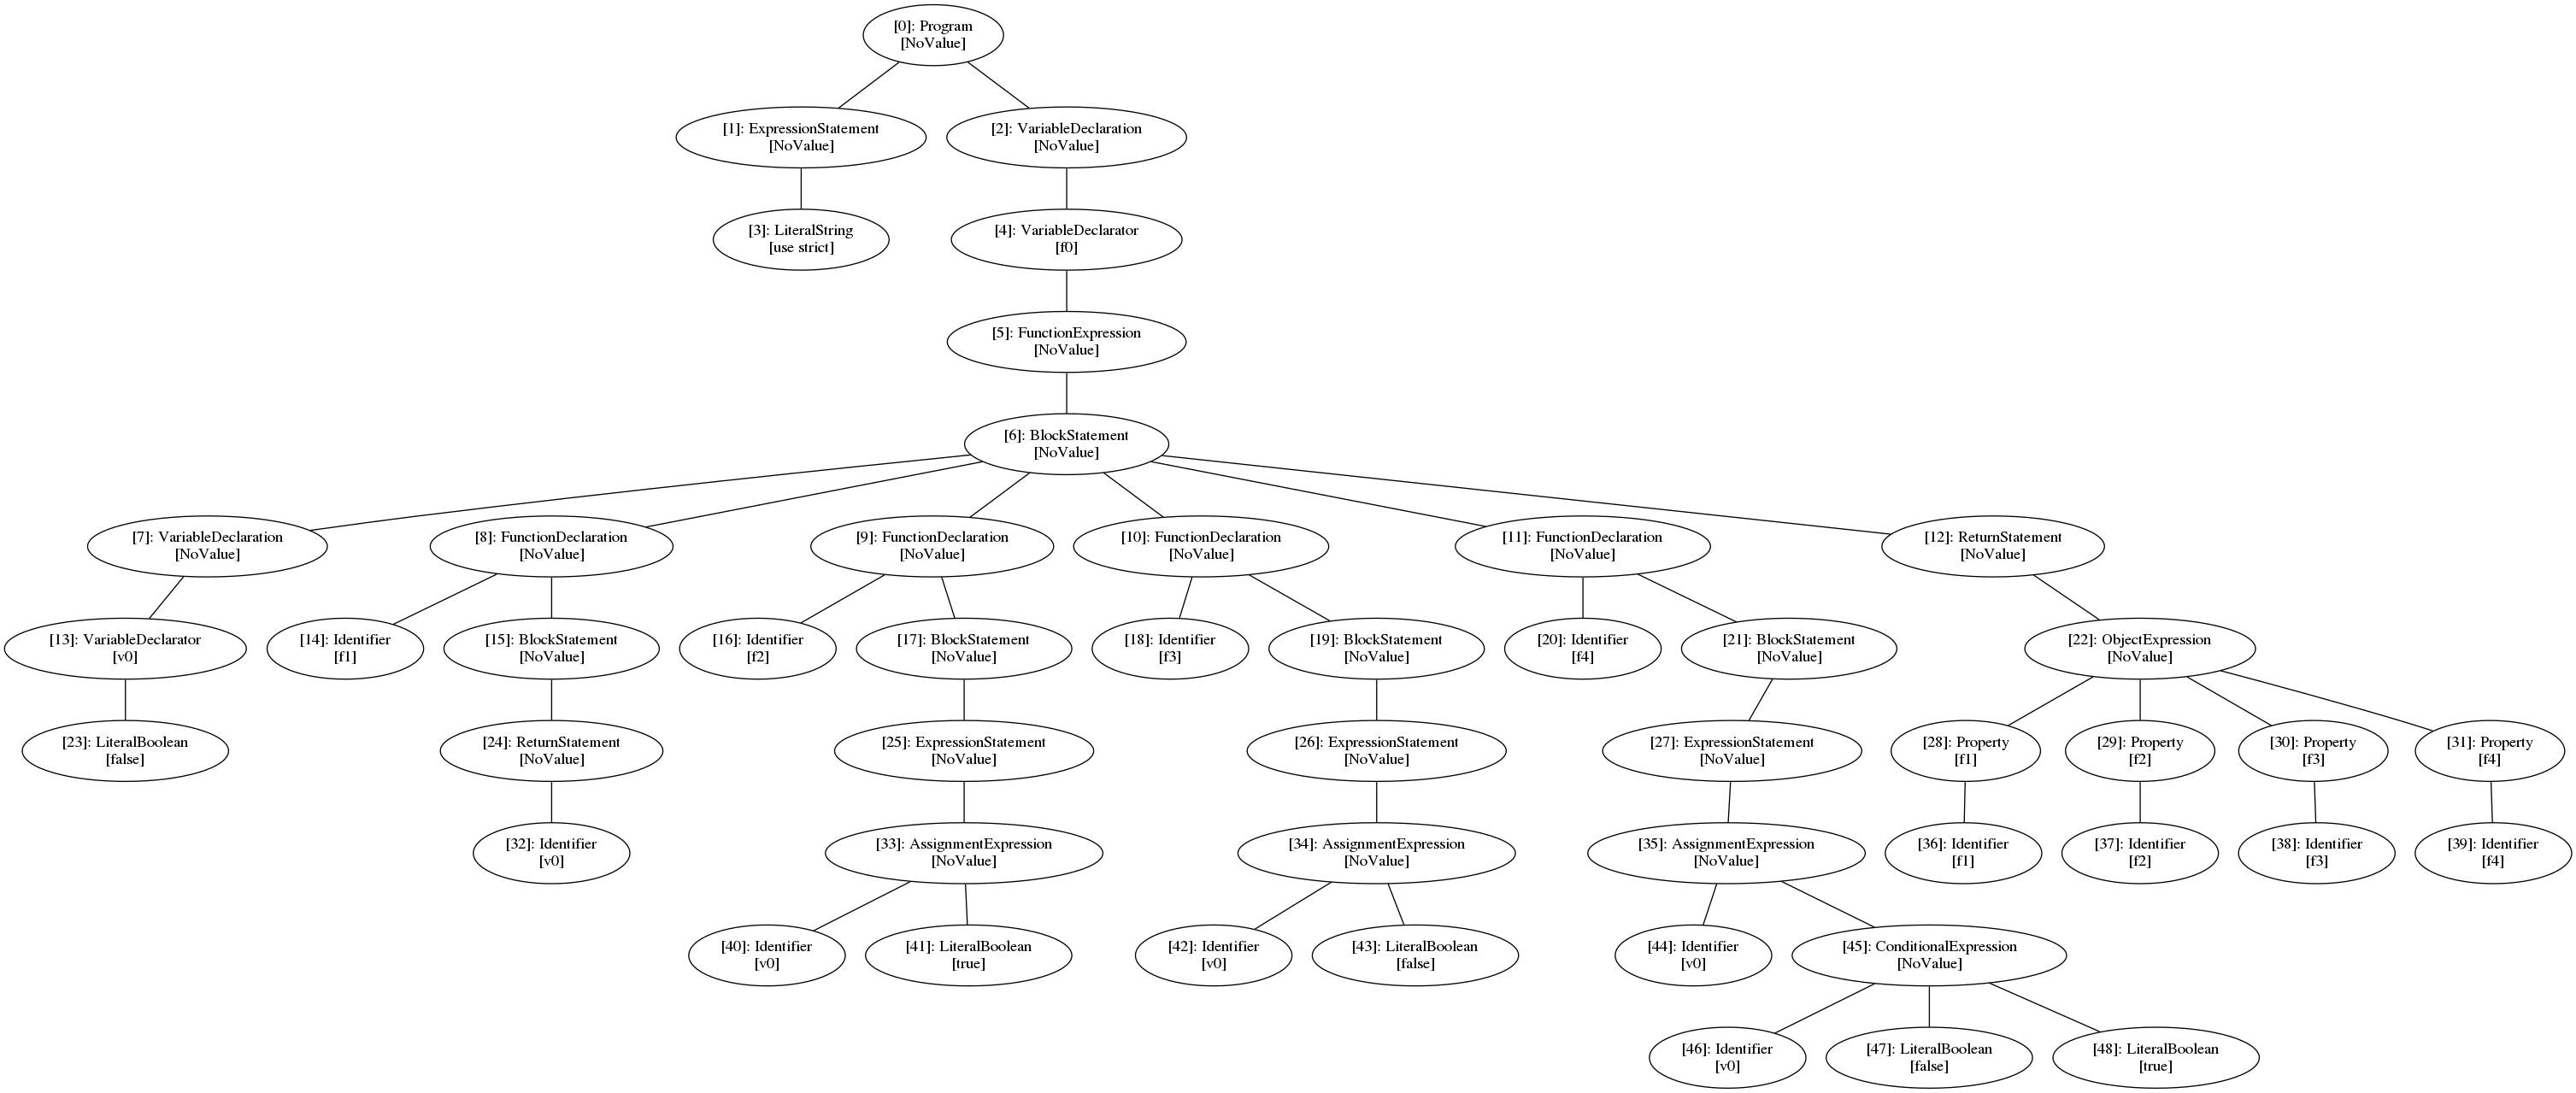 [0]: Program
[NoValue]
[1]: ExpressionStatement
[NoValue]
[2]: VariableDeclaration
[NoValue]
[3]: LiteralString
[use strict]
[4]: VariableDeclarator
[f0]
[5]: FunctionExpression
[NoValue]
[6]: BlockStatement
[NoValue]
[7]: VariableDeclaration
[NoValue]
[8]: FunctionDeclaration
[NoValue]
[9]: FunctionDeclaration
[NoValue]
[10]: FunctionDeclaration
[NoValue]
[11]: FunctionDeclaration
[NoValue]
[12]: ReturnStatement
[NoValue]
[13]: VariableDeclarator
[v0]
[14]: Identifier
[f1]
[15]: BlockStatement
[NoValue]
[16]: Identifier
[f2]
[17]: BlockStatement
[NoValue]
[18]: Identifier
[f3]
[19]: BlockStatement
[NoValue]
[20]: Identifier
[f4]
[21]: BlockStatement
[NoValue]
[22]: ObjectExpression
[NoValue]
[23]: LiteralBoolean
[false]
[24]: ReturnStatement
[NoValue]
[25]: ExpressionStatement
[NoValue]
[26]: ExpressionStatement
[NoValue]
[27]: ExpressionStatement
[NoValue]
[28]: Property
[f1]
[29]: Property
[f2]
[30]: Property
[f3]
[31]: Property
[f4]
[32]: Identifier
[v0]
[33]: AssignmentExpression
[NoValue]
[34]: AssignmentExpression
[NoValue]
[35]: AssignmentExpression
[NoValue]
[36]: Identifier
[f1]
[37]: Identifier
[f2]
[38]: Identifier
[f3]
[39]: Identifier
[f4]
[40]: Identifier
[v0]
[41]: LiteralBoolean
[true]
[42]: Identifier
[v0]
[43]: LiteralBoolean
[false]
[44]: Identifier
[v0]
[45]: ConditionalExpression
[NoValue]
[46]: Identifier
[v0]
[47]: LiteralBoolean
[false]
[48]: LiteralBoolean
[true]